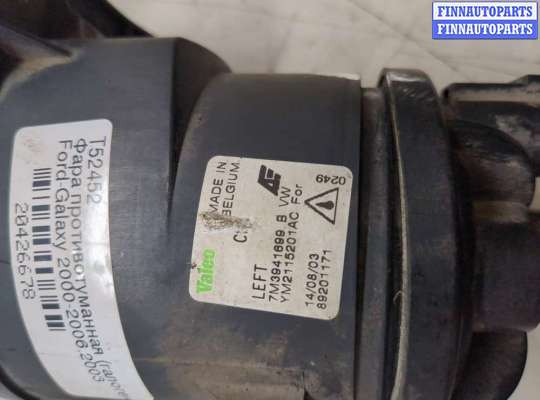 FINNAUTOPARTS
FINNAUTOPARTS
T52452
Фара противотуманная
Ford-Galaxy 2000-2006,2003
20426678
Valeo
MADE IN
BELGIUM
LEFT
7M3941699 B VW
YM2115201AC For
14/08/03
89201171
0249